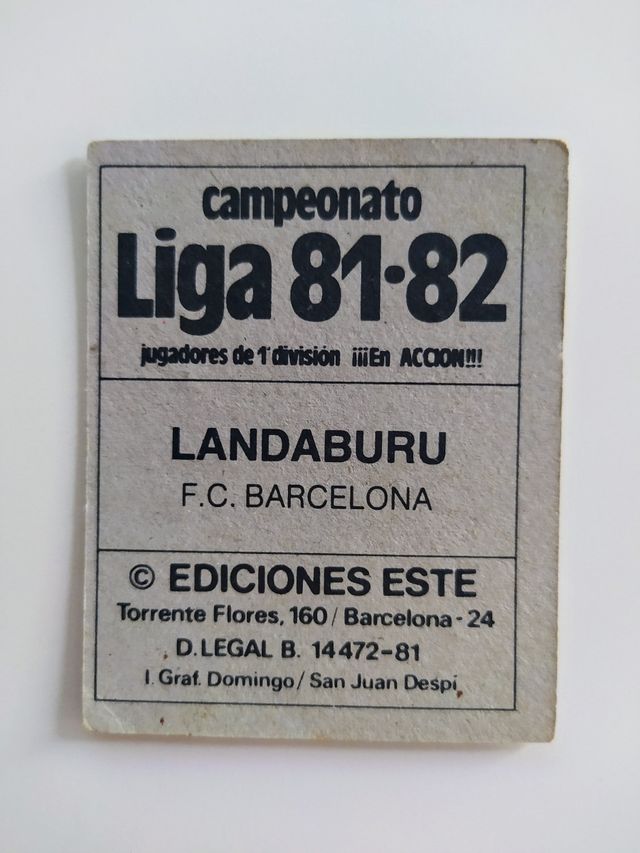 campeonato
Liga 81·82
jugadores de 1ª división ¡¡¡En ACCION!!!
LANDABURU
F.C. BARCELONA
© EDICIONES ESTE
Torrente Flores, 160 / Barcelona - 24
D. LEGAL B. 14472-81
I. Graf. Domingo / San Juan Despí